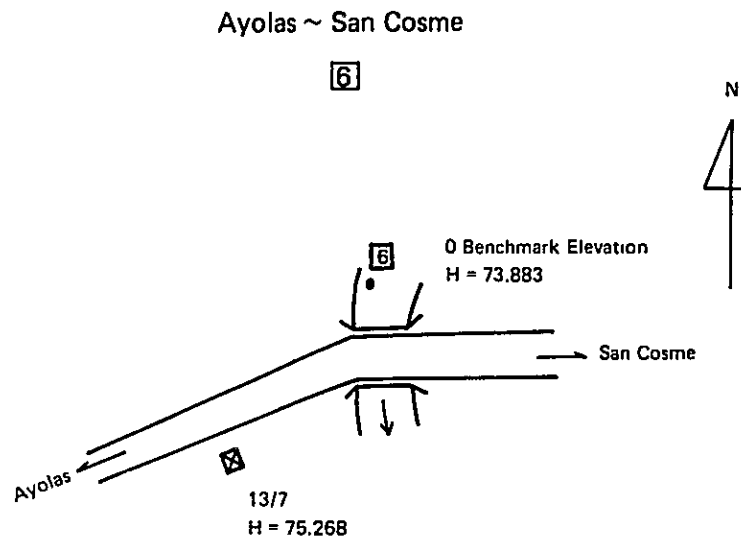 Ayolas ~ San Cosme
6
N
6
0 Benchmark Elevation
H = 73.883
San Cosme
Ayolas
13/7
H = 75.268